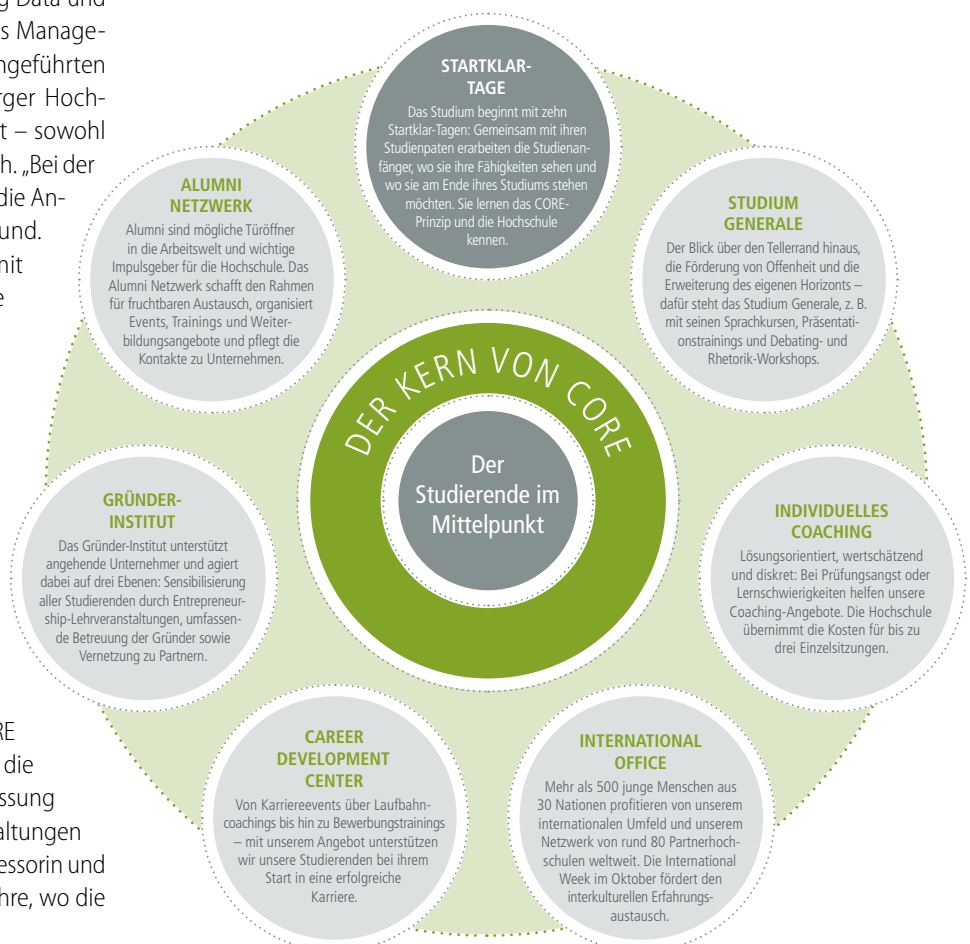 g Data und
s Manage-
ngeführten
rger Hoch-
t – sowohl
h. „Bei der
die An-
und.
mit
e
RE
die
ssung
altungen
essorin und
hre, wo die
DER KERN VON CORE
Der
Studierende im
Mittelpunkt
STARTKLAR-
TAGE
Das Studium beginnt mit zehn
Startklar-Tagen: Gemeinsam mit ihren
Studienpaten erarbeiten die Studienan-
fänger, wo sie ihre Fähigkeiten sehen und
wo sie am Ende ihres Studiums stehen
möchten. Sie lernen das CORE-
Prinzip und die Hochschule
kennen.
STUDIUM
GENERALE
Der Blick über den Tellerrand hinaus,
die Förderung von Offenheit und die
Erweiterung des eigenen Horizonts –
dafür steht das Studium Generale, z. B.
mit seinen Sprachkursen, Präsentati-
onstrainings und Debating- und
Rhetorik-Workshops.
INDIVIDUELLES
COACHING
Lösungsorientiert, wertschätzend
und diskret: Bei Prüfungsangst oder
Lernschwierigkeiten helfen unsere
Coaching-Angebote. Die Hochschule
übernimmt die Kosten für bis zu
drei Einzelsitzungen.
INTERNATIONAL
OFFICE
Mehr als 500 junge Menschen aus
30 Nationen profitieren von unserem
internationalen Umfeld und unserem
Netzwerk von rund 80 Partnerhoch-
schulen weltweit. Die International
Week im Oktober fördert den
interkulturellen Erfahrungs-
austausch.
CAREER
DEVELOPMENT
CENTER
Von Karriereevents über Laufbahn-
coachings bis hin zu Bewerbungstrainings
– mit unserem Angebot unterstützen
wir unsere Studierenden bei ihrem
Start in eine erfolgreiche
Karriere.
GRÜNDER-
INSTITUT
Das Gründer-Institut unterstützt
angehende Unternehmer und agiert
dabei auf drei Ebenen: Sensibilisierung
aller Studierenden durch Entrepreneur-
ship-Lehrveranstaltungen, umfassen-
de Betreuung der Gründer sowie
Vernetzung zu Partnern.
ALUMNI
NETZWERK
Alumni sind mögliche Türöffner
in die Arbeitswelt und wichtige
Impulsgeber für die Hochschule. Das
Alumni Netzwerk schafft den Rahmen
für fruchtbaren Austausch, organisiert
Events, Trainings und Weiter-
bildungsangebote und pflegt die
Kontakte zu Unternehmen.